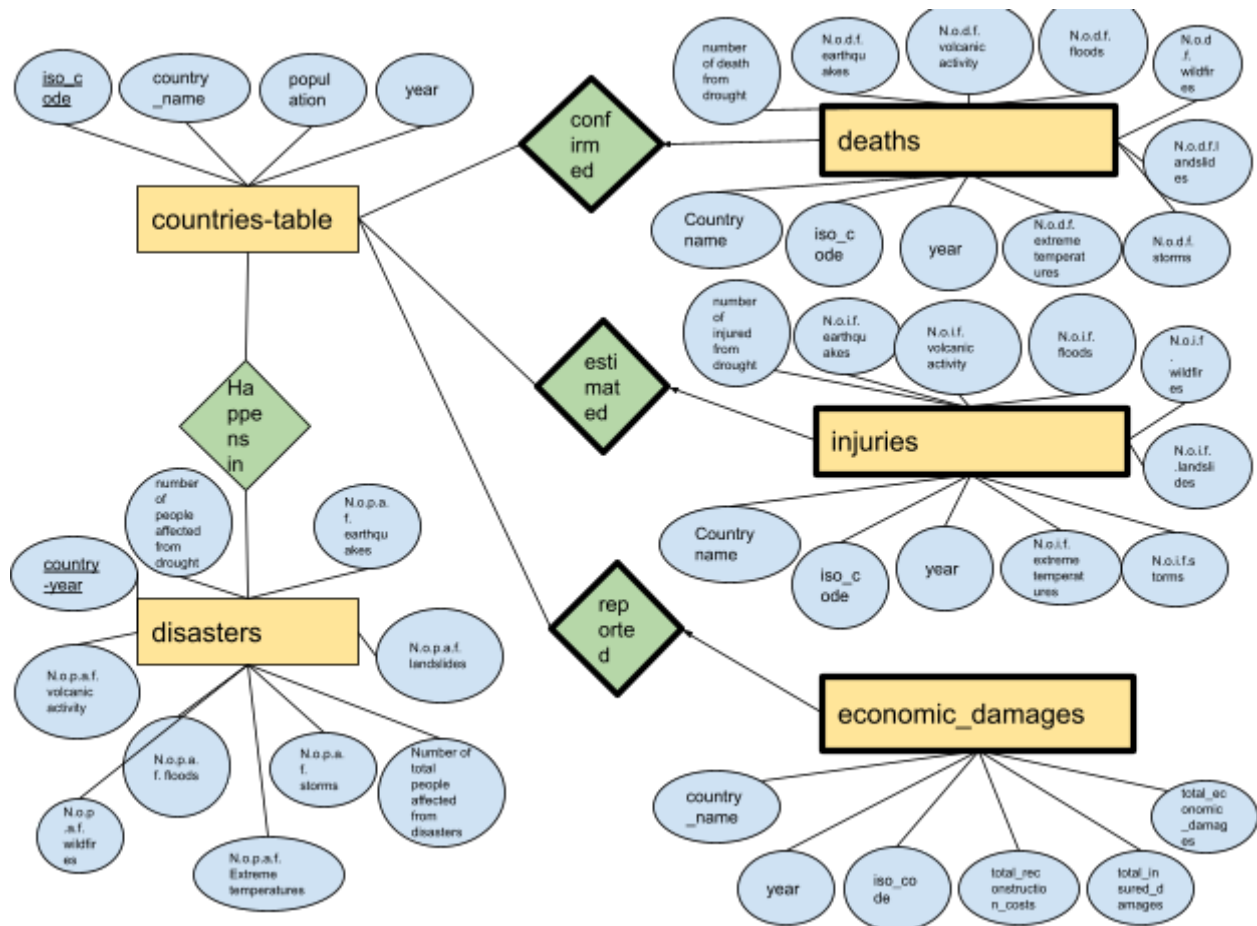 iso_c
ode
country
_name
popul
ation
year
countries-table
conf
irm
ed
number
of death
from
drought
N.o.d.f.
earthqu
akes
N.o.d.f.
volcanic
activity
N.o.d.f.
floods
N.o.d
.f.
wildfir
es
deaths
N.o.d.f.l
andslid
es
Country
name
iso_c
ode
year
N.o.d.f.
extreme
temperat
ures
N.o.d.f.
storms
number
of
injured
from
drought
N.o.i.f.
earthqu
akes
N.o.i.f.
volcanic
activity
N.o.i.f.
floods
N.o.i.f
.
wildfir
es
esti
mat
ed
injuries
N.o.i.f.
.landsli
des
Country
name
iso_c
ode
year
N.o.i.f.
extreme
temperat
ures
N.o.i.f.s
torms
Ha
ppe
ns
in
number
of
people
affected
from
drought
N.o.p.a.
f.
earthqu
akes
country
-year
disasters
N.o.p.a.f.
landslides
N.o.p.a.f.
volcanic
activity
N.o.p.a.
f. floods
N.o.p.a.
f.
storms
Number of
total
people
affected
from
disasters
N.o.p
.a.f.
wildfir
es
N.o.p.a.f.
Extreme
temperatures
rep
orte
d
economic_damages
country
_name
year
iso_co
de
total_rec
onstructio
n_costs
total_in
sured_d
amages
total_ec
onomic
_damag
es